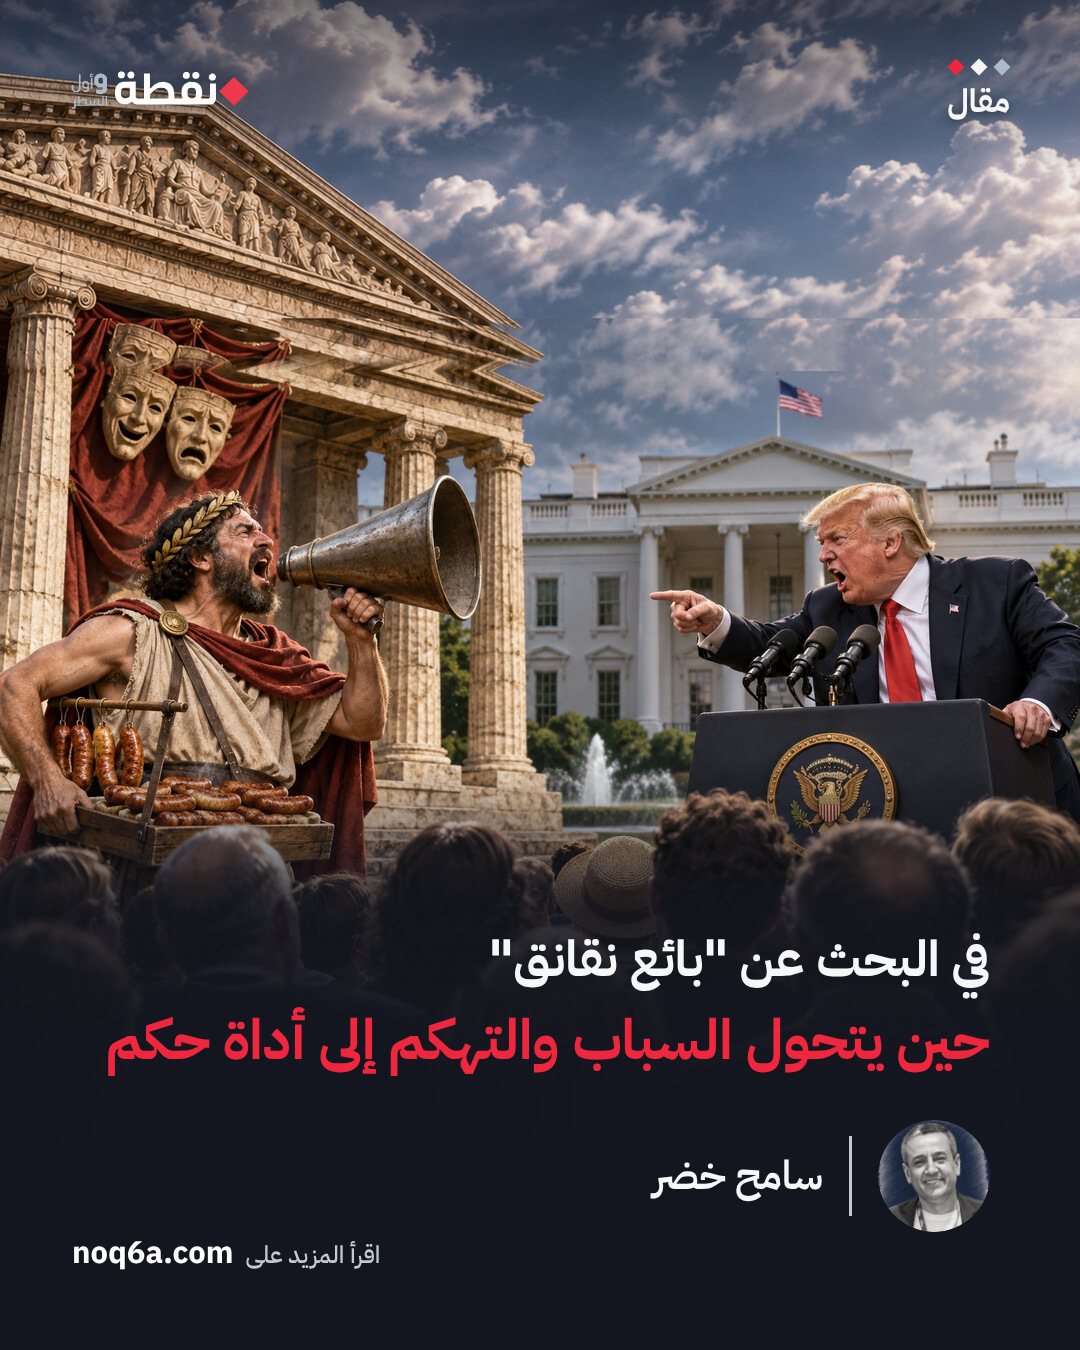 مقال
نقطة
وأول
السطر
في البحث عن "بائع نقانق"
حين يتحول السباب والتهكم إلى أداة حكم
سامح خضر
اقرأ المزيد على noq6a.com